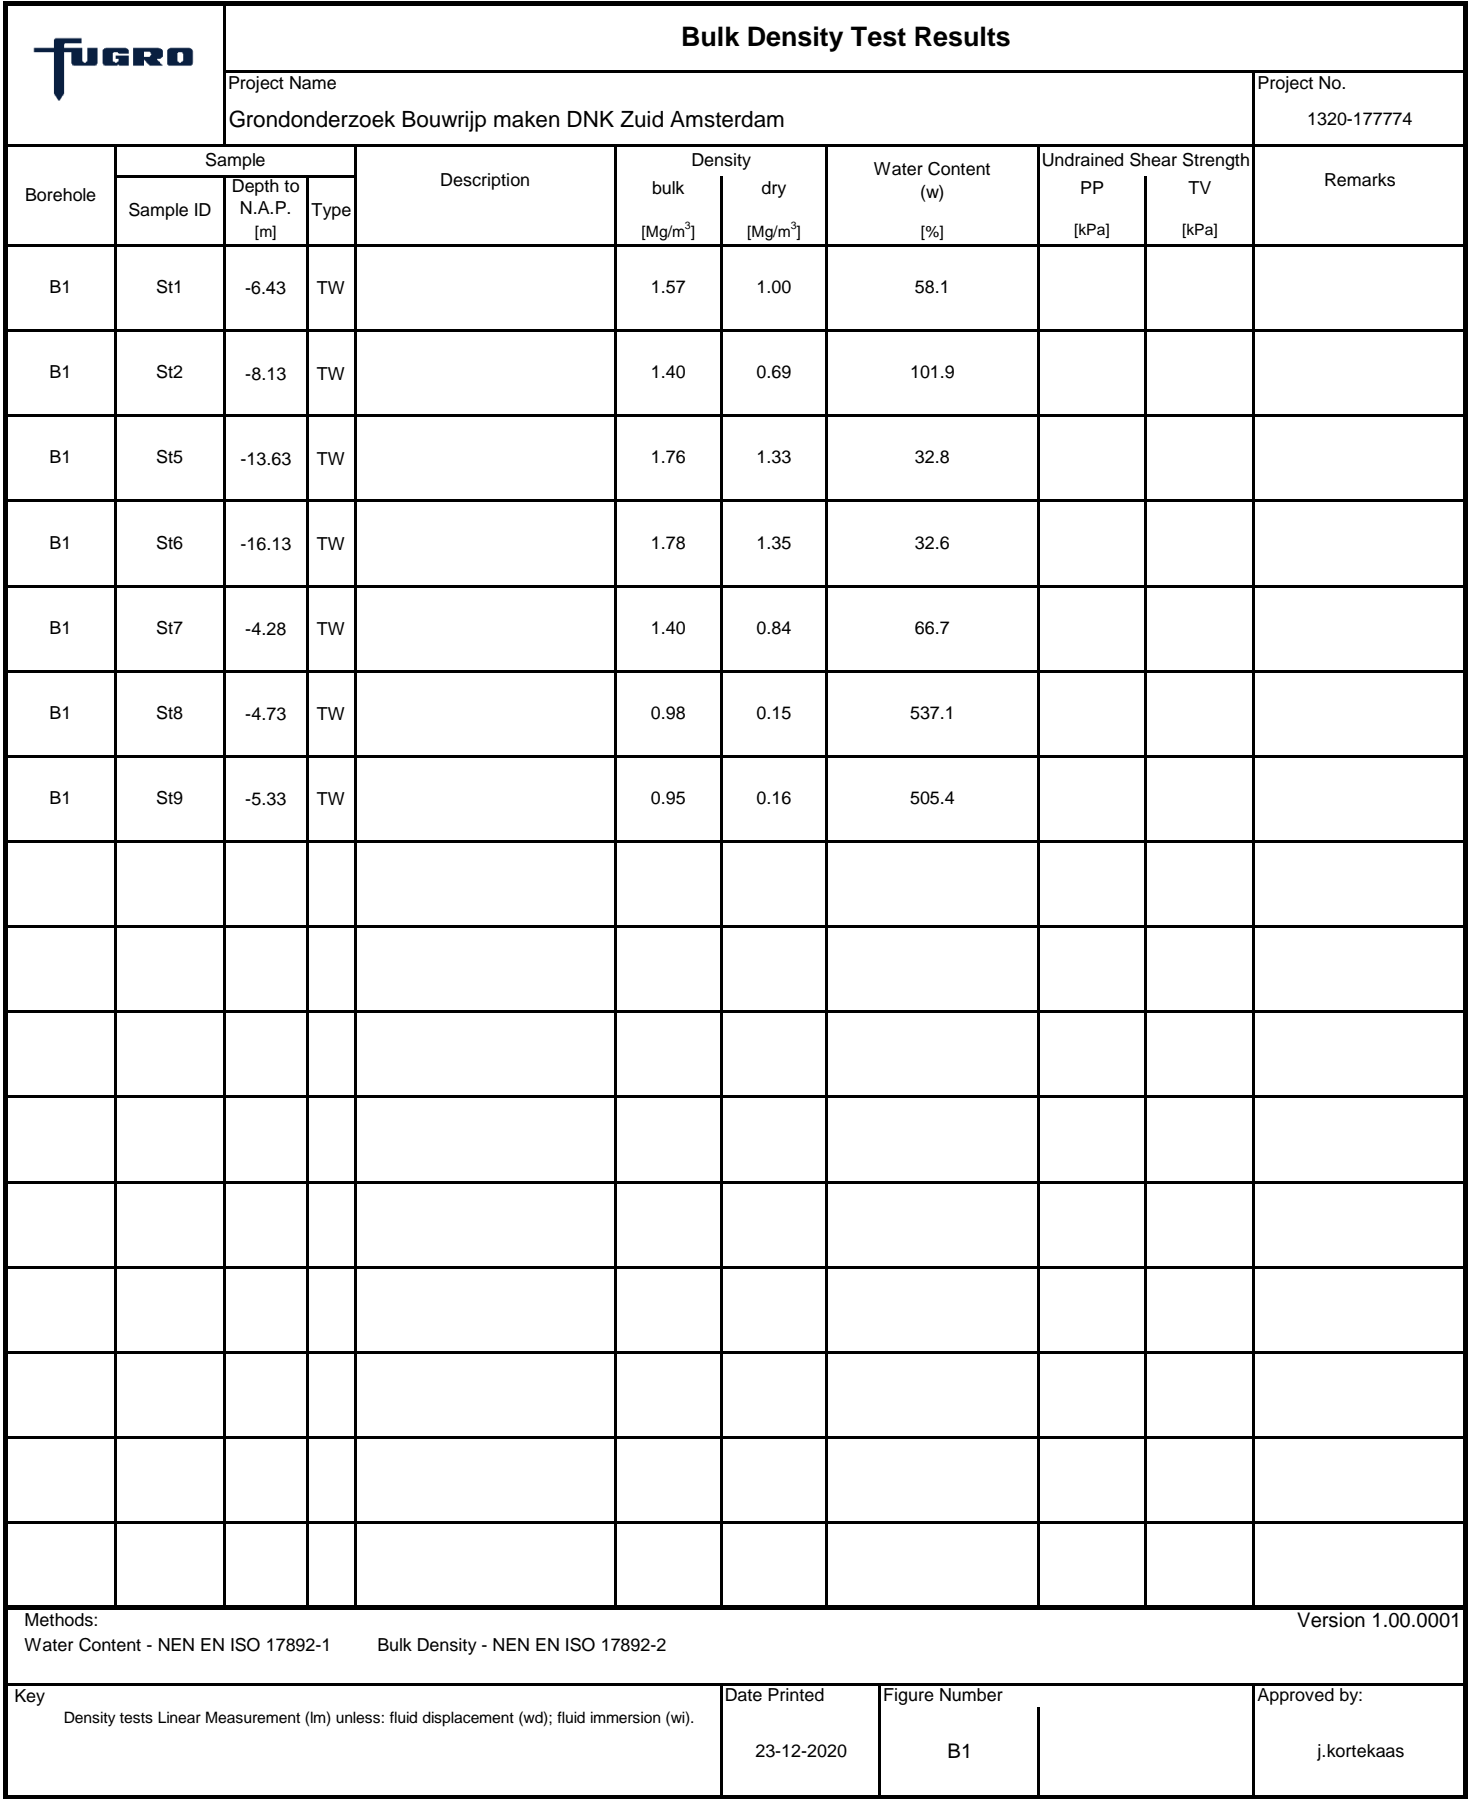 FUGRO
Bulk Density Test Results
Project Name
Project No.
Grondonderzoek Bouwrijp maken DNK Zuid Amsterdam
1320-177774
Borehole
Sample
Sample ID
Depth to
N.A.P.
[m]
Type
Description
Density
bulk
dry
[Mg/m³]
[Mg/m³]
Water Content
(w)
[%]
Undrained Shear Strength
PP
TV
[kPa]
[kPa]
Remarks
B1 St1 -6.43 TW 1.57 1.00 58.1
B1 St2 -8.13 TW 1.40 0.69 101.9
B1 St5 -13.63 TW 1.76 1.33 32.8
B1 St6 -16.13 TW 1.78 1.35 32.6
B1 St7 -4.28 TW 1.40 0.84 66.7
B1 St8 -4.73 TW 0.98 0.15 537.1
B1 St9 -5.33 TW 0.95 0.16 505.4
Methods:
Version 1.00.0001
Water Content - NEN EN ISO 17892-1 Bulk Density - NEN EN ISO 17892-2
Key
Density tests Linear Measurement (lm) unless: fluid displacement (wd); fluid immersion (wi).
Date Printed
23-12-2020
Figure Number
B1
Approved by:
j.kortekaas